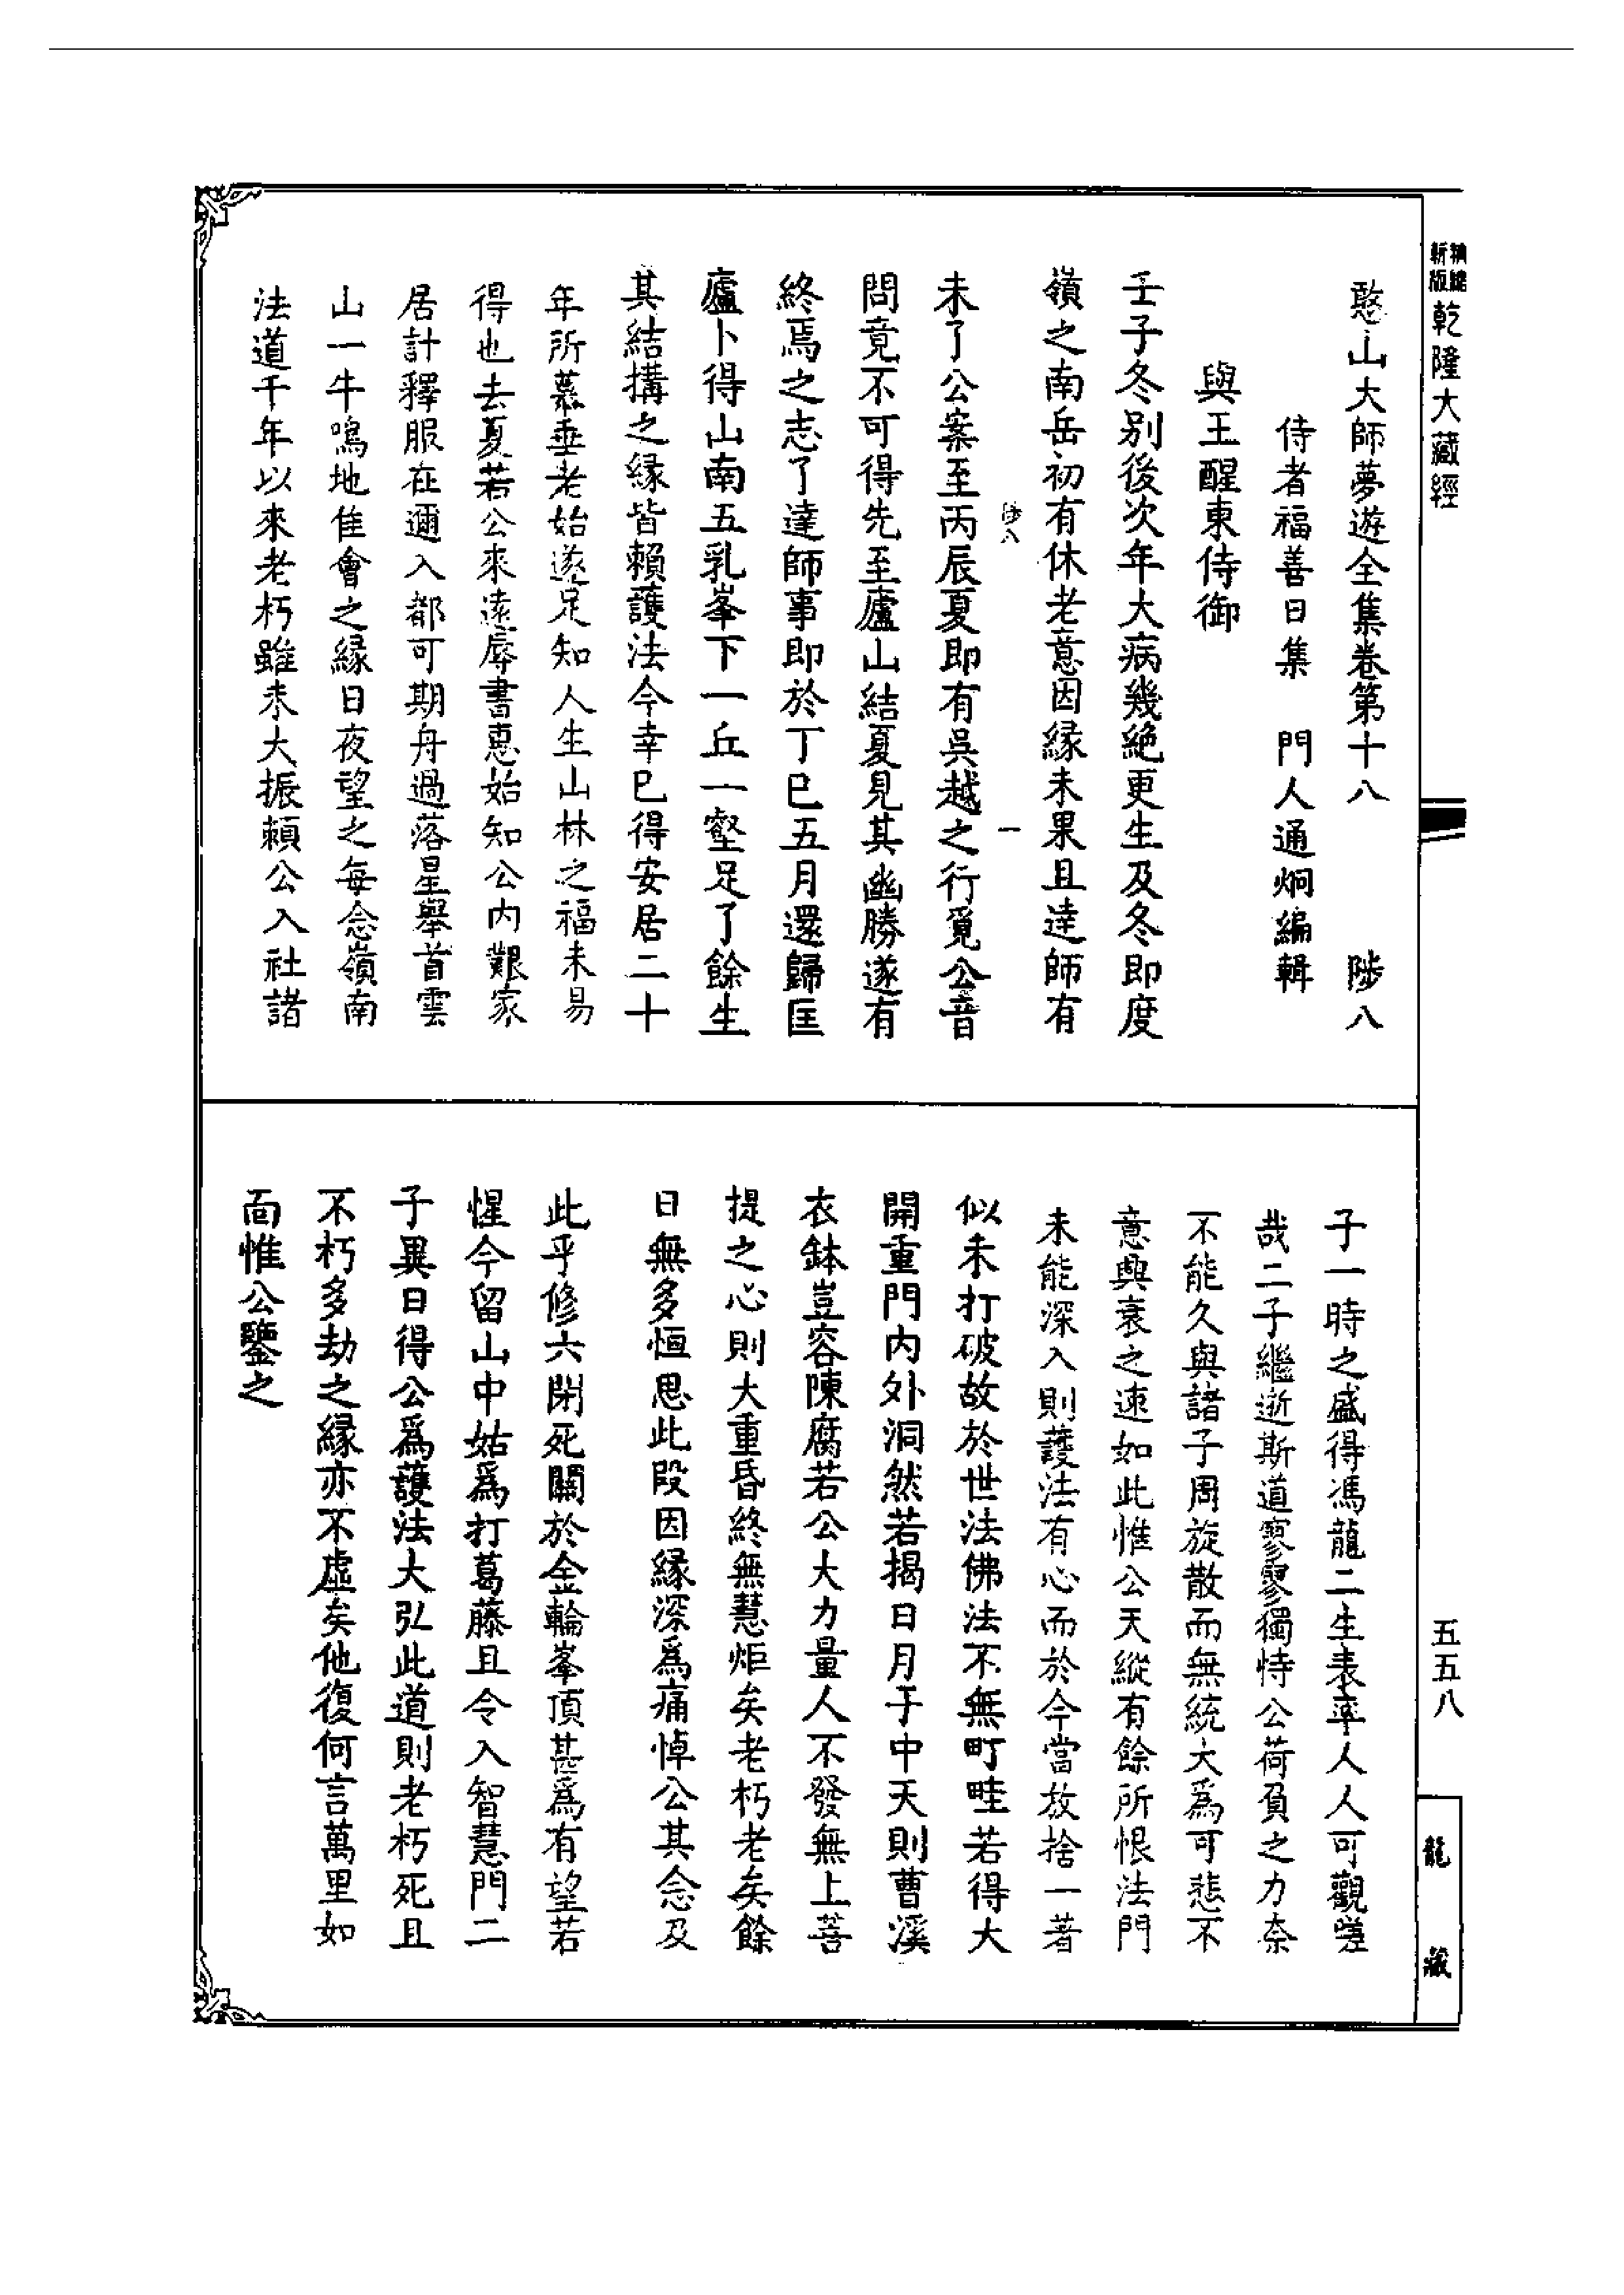 精縮新版乾隆大藏經
憨山大師夢遊全集卷第十八 陟八
侍者福善日集 門人通炯編輯
與王醒東侍御
壬子冬别後次年大病幾絶更生及冬即度
嶺之南岳初有休老意因緣未果且達師有
陟八 一
未了公案至丙辰夏即有吳越之行覓公音
問竟不可得先至廬山結夏見其幽勝遂有
終焉之志了達師事即於丁巳五月還歸匡
廬卜得山南五乳峯下一丘一壑足了餘生
其結搆之緣皆賴護法今幸已得安居二十
年所慕垂老始遂足知人生山林之福未易
得也去夏若公來遠辱書惠始知公内艱家
居計釋服在邇入都可期舟過落星舉首雲
山一牛鳴地隹會之緣日夜望之每念嶺南
法道千年以來老朽雖未大振賴公入社諸
子一時之盛得馮龍二生表率人人可觀嗟
哉二子繼逝斯道寥寥獨恃公荷負之力柰
不能久與諸子周旋散而無統大爲可悲不
意興衰之速如此惟公天縱有餘所恨法門
未能深入則護法有心而於今當放捨一著
似未打破故於世法佛法不無町畦若得大
開重門内外洞然若揭日月于中天則曹溪
衣鉢豈容陳腐若公大力量人不發無上菩
提之心則大重昏終無慧炬矣老朽老矣餘
日無多恒思此段因緣深爲痛悼公其念及
此乎修六閉死關於金輪峯頂甚爲有望若
惺今留山中姑爲打葛藤且令入智慧門二
子異日得公爲護法大弘此道則老朽死且
不朽多劫之緣亦不虛矣他復何言萬里如
面惟公鑒之
五五八
龍藏